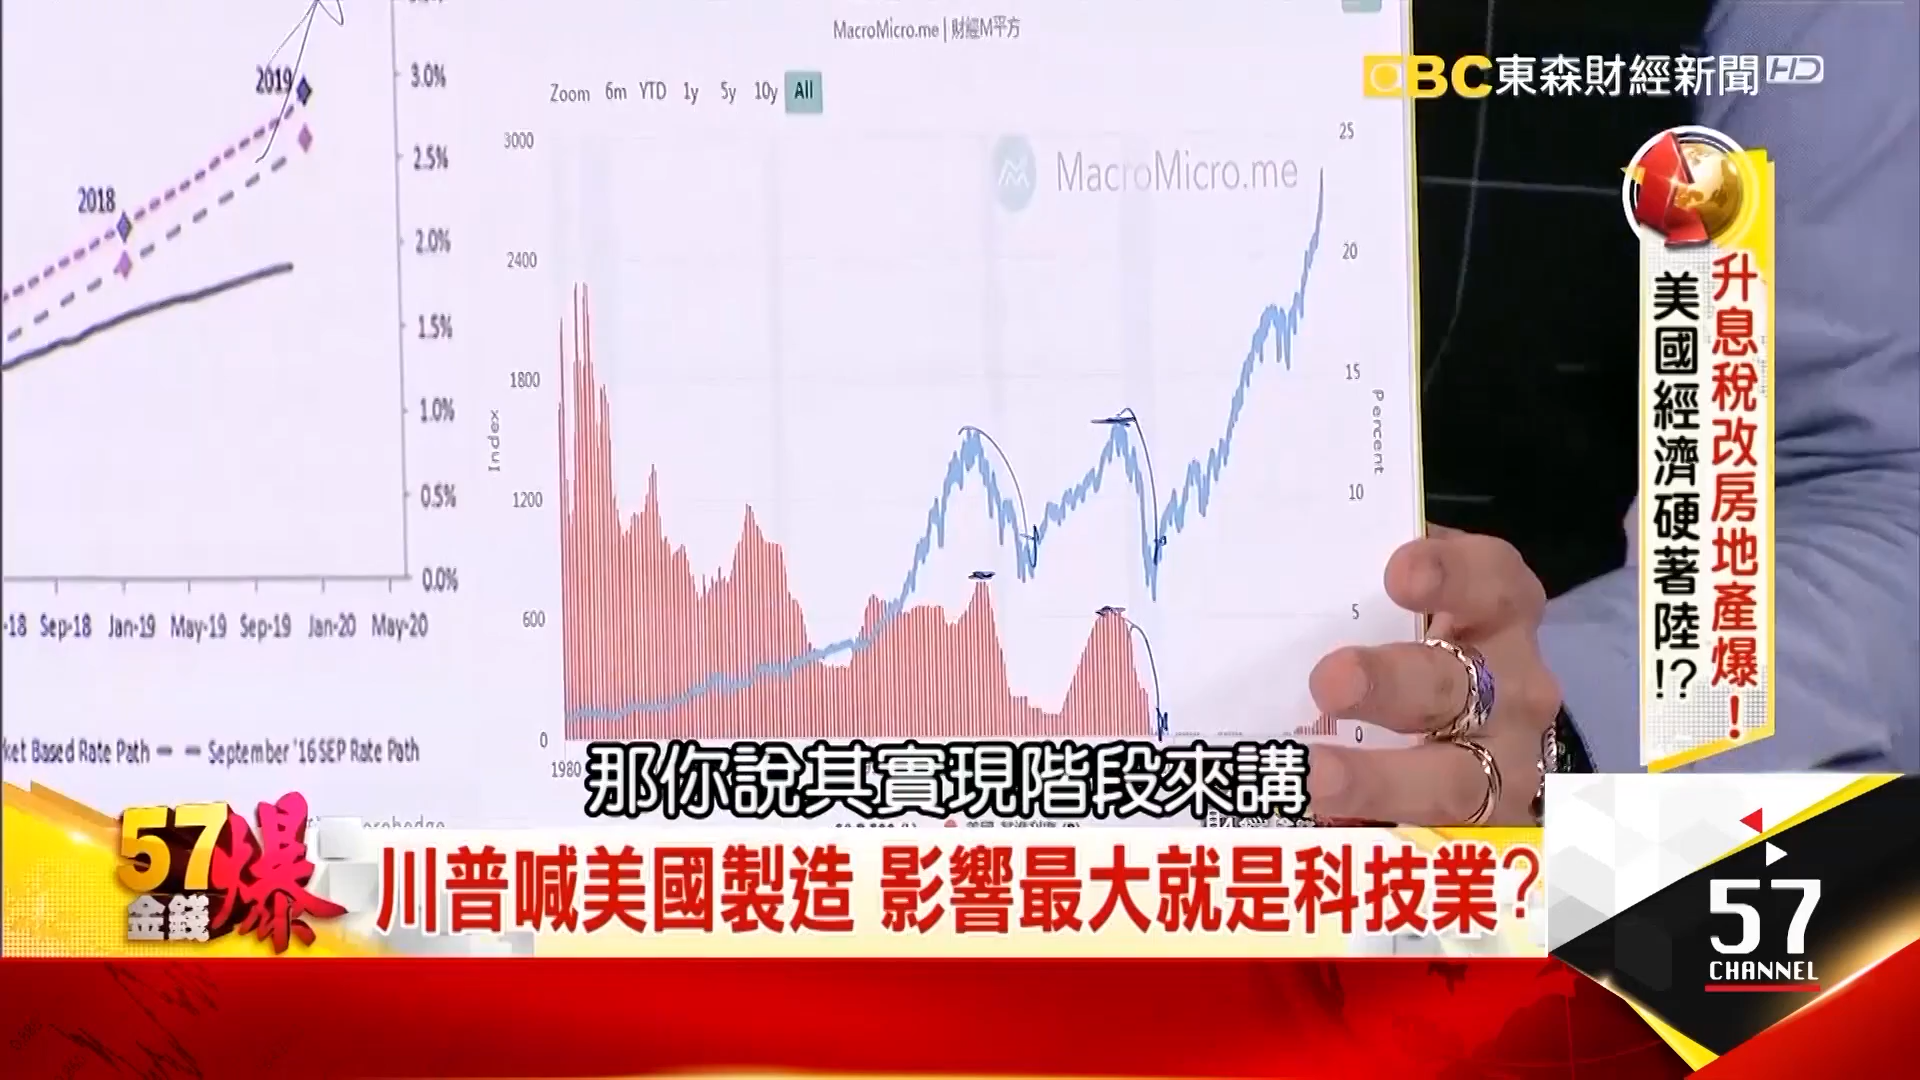 MacroMicro.me | 財經M平方
BC東森財經新聞 HD
Zoom 6m YTD 1y 5y 10y All
MacroMicro.me
3000
2400
1800
1200
600
0
Index
25
20
15
10
5
0
Percent
1980
2019
2018
3.0%
2.5%
2.0%
1.5%
1.0%
0.5%
0.0%
-18 Sep-18 Jan-19 May-19 Sep-19 Jan-20 May-20
ket Based Rate Path
September '16 SEP Rate Path
升息稅改房地產爆！
美國經濟硬著陸!?
那你說其實現階段來講
57金錢爆
川普喊美國製造 影響最大就是科技業?
57
CHANNEL